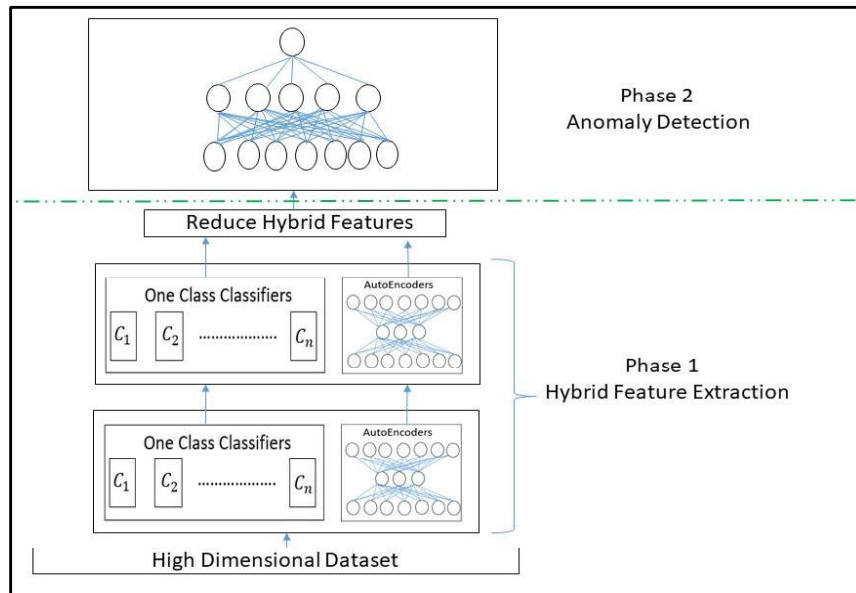 Phase 2
Anomaly Detection
Reduce Hybrid Features
One Class Classifiers
C₁ C₂ .................... Cₙ
AutoEncoders
Phase 1
Hybrid Feature Extraction
One Class Classifiers
C₁ C₂ .................... Cₙ
AutoEncoders
High Dimensional Dataset